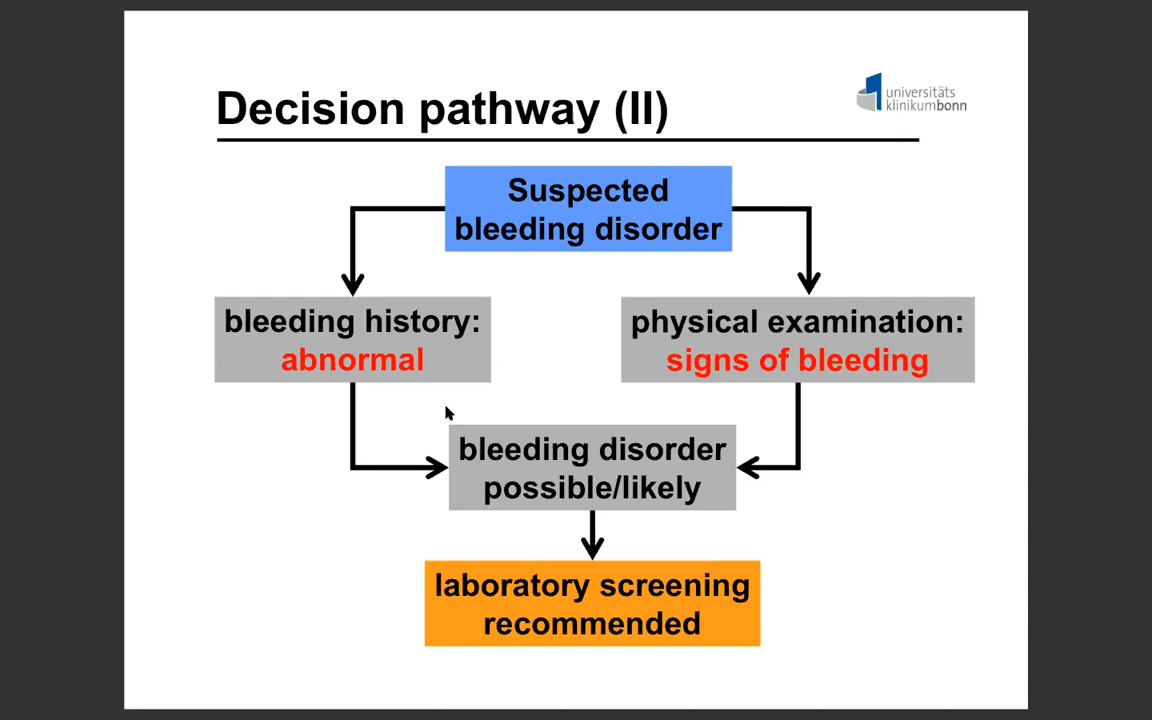 Decision pathway (II)
universitäts
klinikumbonn
Suspected
bleeding disorder
bleeding history:
abnormal
physical examination:
signs of bleeding
bleeding disorder
possible/likely
laboratory screening
recommended